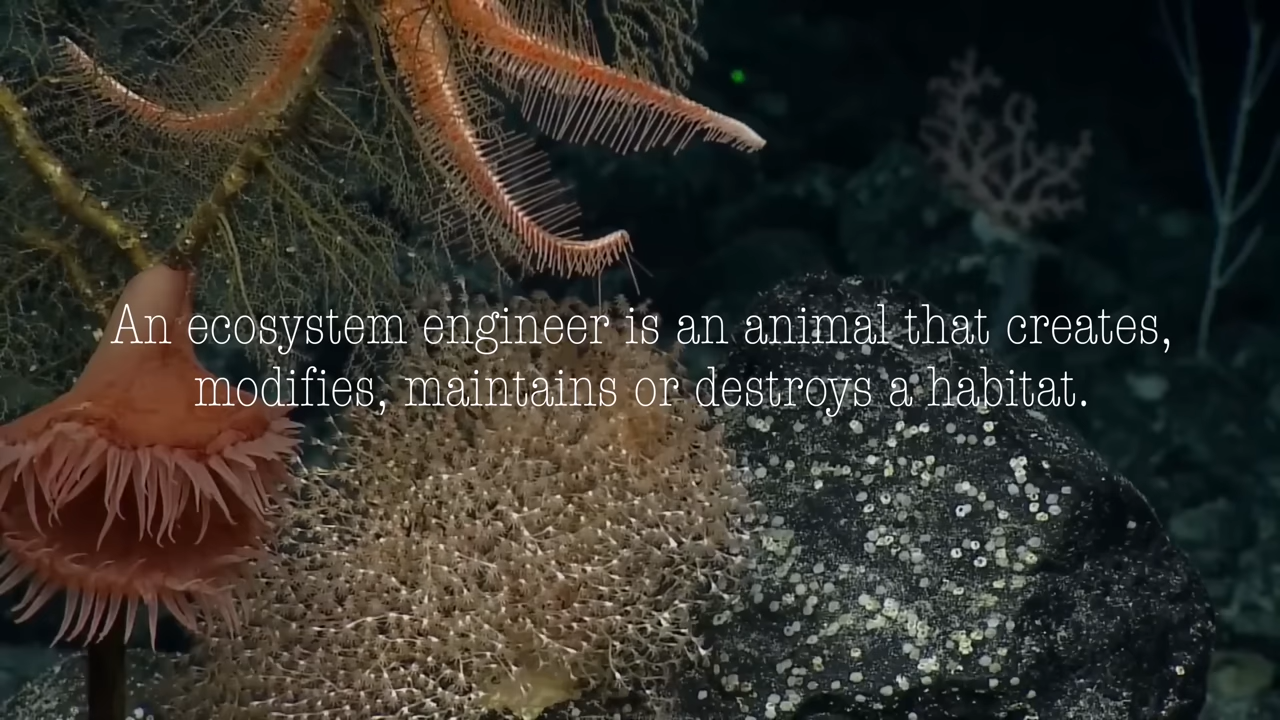 An ecosystem engineer is an animal that creates,
modifies, maintains or destroys a habitat.